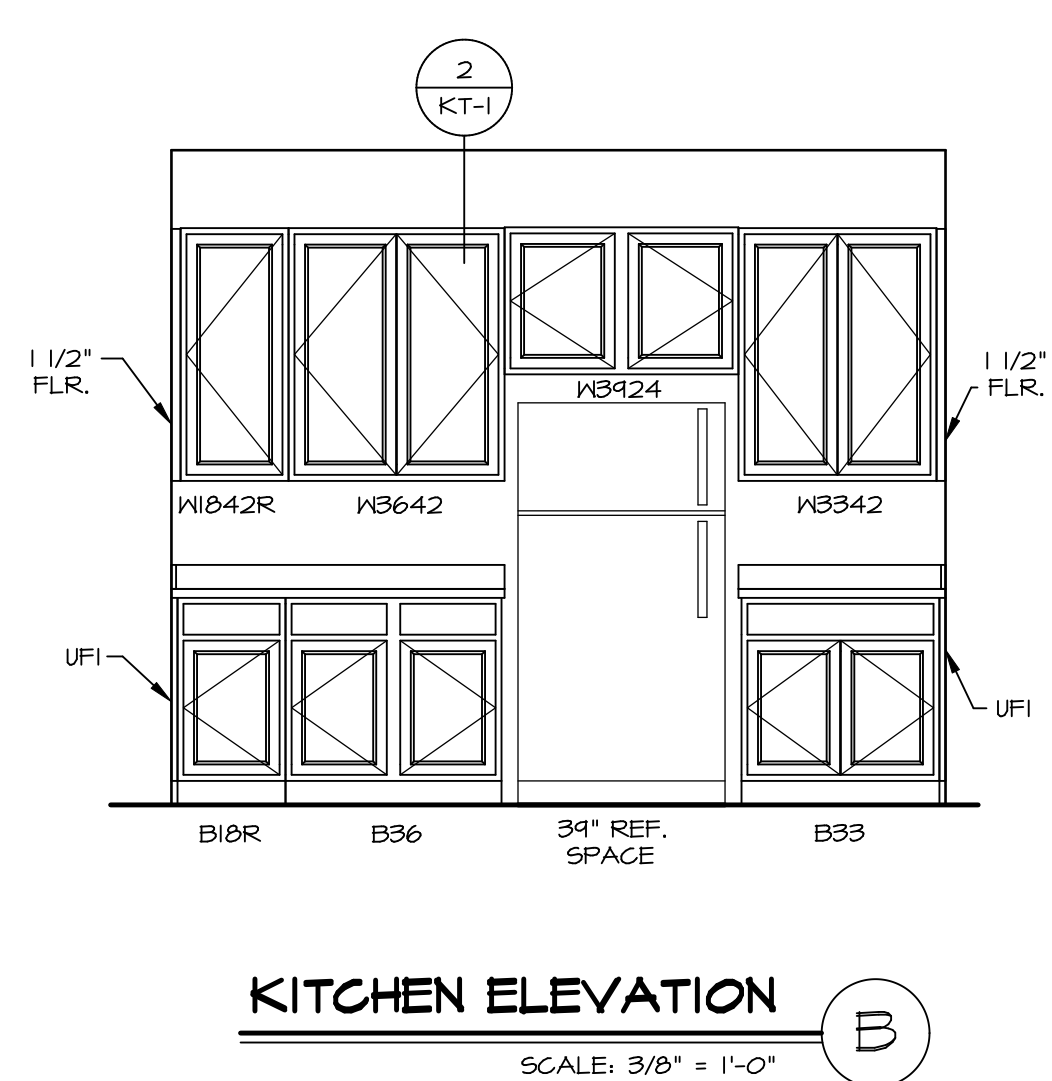 2
KT-1
1 1/2"
FLR.
1 1/2"
FLR.
W3924
W1842R
W3642
W3342
UF1
UF1
B18R
B36
39" REF.
SPACE
B33
KITCHEN ELEVATION
B
SCALE: 3/8" = 1'-0"